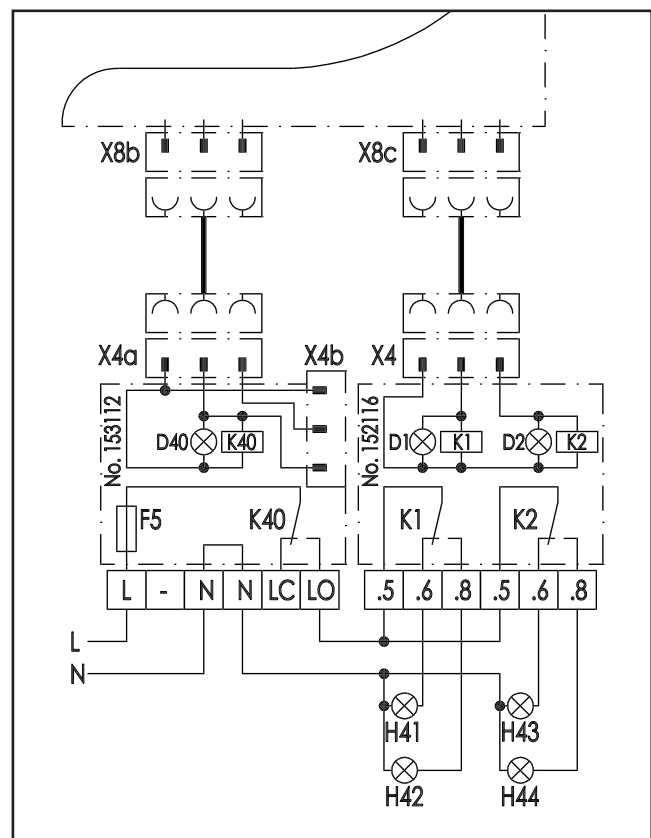 X8b X8c
X4a X4b X4
No. 153112 No. 152116
D40 K40 D1 K1 D2 K2
F5 K40 K1 K2
L - N N LC LO .5 .6 .8 .5 .6 .8
L
N
H41 H43
H42 H44